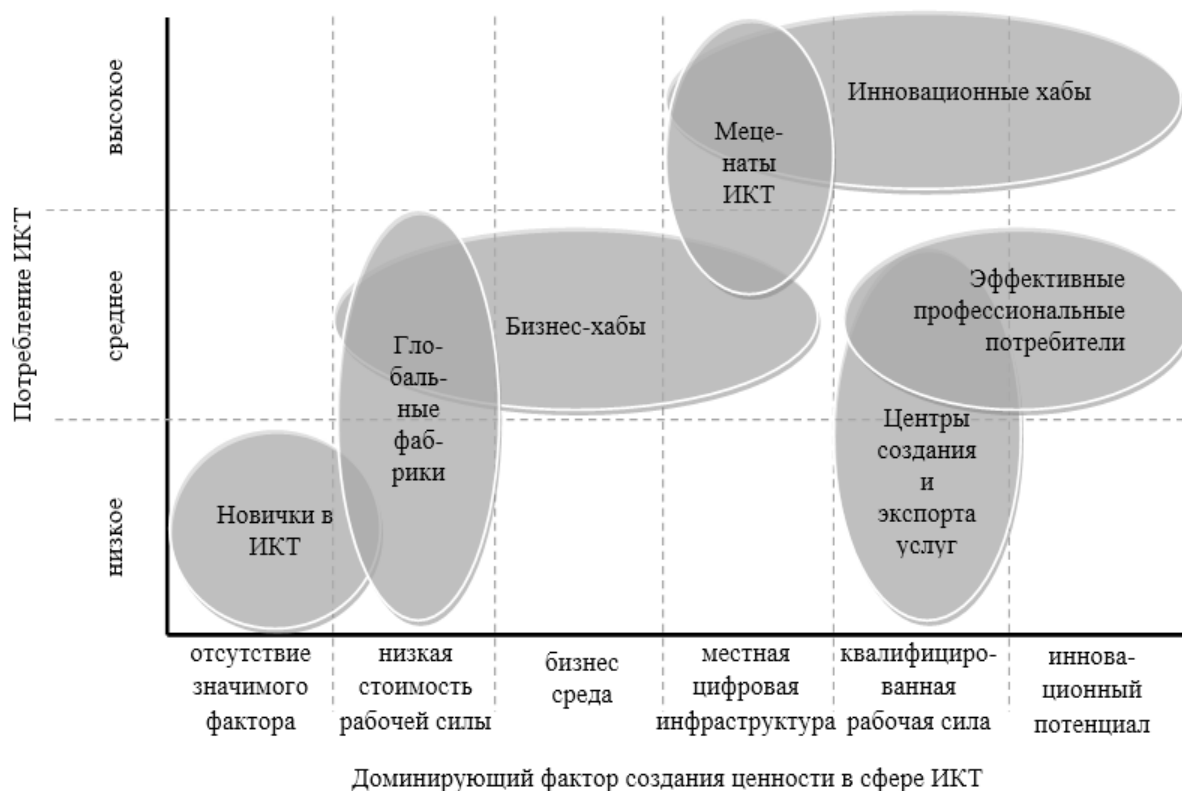 Потребление ИКТ
высокое
среднее
низкое
Инновационные хабы
Меце-
наты
ИКТ
Эффективные
профессиональные
потребители
Бизнес-хабы
Гло-
баль-
ные
фаб-
рики
Центры
создания
и
экспорта
услуг
Новички в
ИКТ
отсутствие
значимого
фактора
низкая
стоимость
рабочей силы
бизнес
среда
местная
цифровая
инфраструктура
квалифициро-
ванная
рабочая сила
иннова-
ционный
потенциал
Доминирующий фактор создания ценности в сфере ИКТ